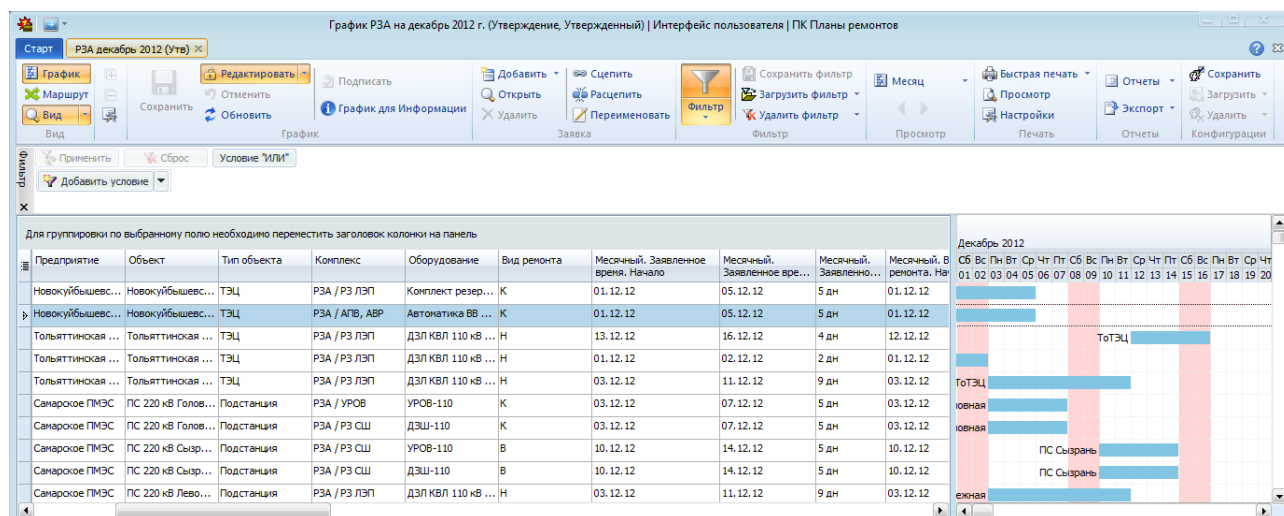 График РЗА на декабрь 2012 г. (Утверждение, Утвержденный) | Интерфейс пользователя | ПК Планы ремонтов
Старт РЗА декабрь 2012 (Утв)
График Редактировать Подписать Добавить Сцепить Сохранить фильтр Месяц Быстрая печать Отчеты Сохранить
Маршрут Сохранить Отменить График для Информации Открыть Расцепить Фильтр Загрузить фильтр Просмотр Экспорт Загрузить
Вид Обновить Удалить Переименовать Удалить фильтр Настройки Удалить
Вид График Заявка Фильтр Просмотр Печать Отчеты Конфигурации
Фильтр Применить Сброс Условие "ИЛИ"
Добавить условие
Для группировки по выбранному полю необходимо переместить заголовок колонки на панель
Декабрь 2012
Предприятие Объект Тип объекта Комплекс Оборудование Вид ремонта Месячный. Заявленное время. Начало Месячный. Заявленное вре... Месячный. Заявленно... Месячный. В ремонта. На
Сб Вс Пн Вт Ср Чт Пт Сб Вс Пн Вт Ср Чт Пт Сб Вс Пн Вт Ср Чт
01 02 03 04 05 06 07 08 09 10 11 12 13 14 15 16 17 18 19 20
Новокуйбышевс... Новокуйбышевс... ТЭЦ РЗА / РЗ ЛЭП Комплект резер... К 01.12.12 05.12.12 5 дн 01.12.12
Новокуйбышевс... Новокуйбышевс... ТЭЦ РЗА / АПВ, АВР Автоматика ВВ ... К 01.12.12 05.12.12 5 дн 01.12.12
Тольяттинская ... Тольяттинская ... ТЭЦ РЗА / РЗ ЛЭП ДЗЛ КВЛ 110 кВ ... Н 13.12.12 16.12.12 4 дн 12.12.12 ТоТЭЦ
Тольяттинская ... Тольяттинская ... ТЭЦ РЗА / РЗ ЛЭП ДЗЛ КВЛ 110 кВ ... Н 01.12.12 02.12.12 2 дн 01.12.12
Тольяттинская ... Тольяттинская ... ТЭЦ РЗА / РЗ ЛЭП ДЗЛ КВЛ 110 кВ ... Н 03.12.12 11.12.12 9 дн 03.12.12 ТоТЭЦ
Самарское ПМЭС ПС 220 кВ Голов... Подстанция РЗА / УРОВ УРОВ-110 К 03.12.12 07.12.12 5 дн 03.12.12 овная
Самарское ПМЭС ПС 220 кВ Голов... Подстанция РЗА / РЗ СШ ДЗШ-110 К 03.12.12 07.12.12 5 дн 03.12.12 овная
Самарское ПМЭС ПС 220 кВ Сызр... Подстанция РЗА / РЗ СШ УРОВ-110 В 10.12.12 14.12.12 5 дн 10.12.12 ПС Сызрань
Самарское ПМЭС ПС 220 кВ Сызр... Подстанция РЗА / РЗ СШ ДЗШ-110 В 10.12.12 14.12.12 5 дн 10.12.12 ПС Сызрань
Самарское ПМЭС ПС 220 кВ Лево... Подстанция РЗА / РЗ ЛЭП ДЗЛ КВЛ 110 кВ ... Н 03.12.12 11.12.12 9 дн 03.12.12 ежная